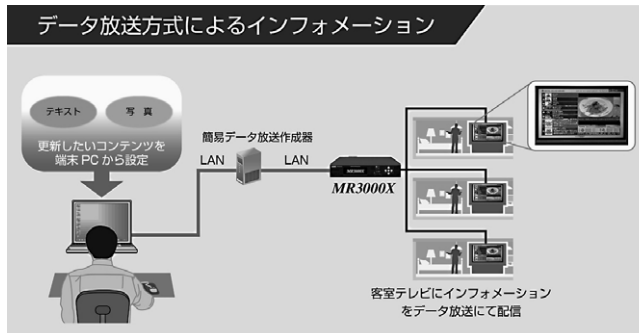 データ放送方式によるインフォメーション
テキスト
写真
更新したいコンテンツを
端末PCから設定
簡易データ放送作成器
LAN
LAN
MR3000X
客室テレビにインフォメーション
をデータ放送にて配信